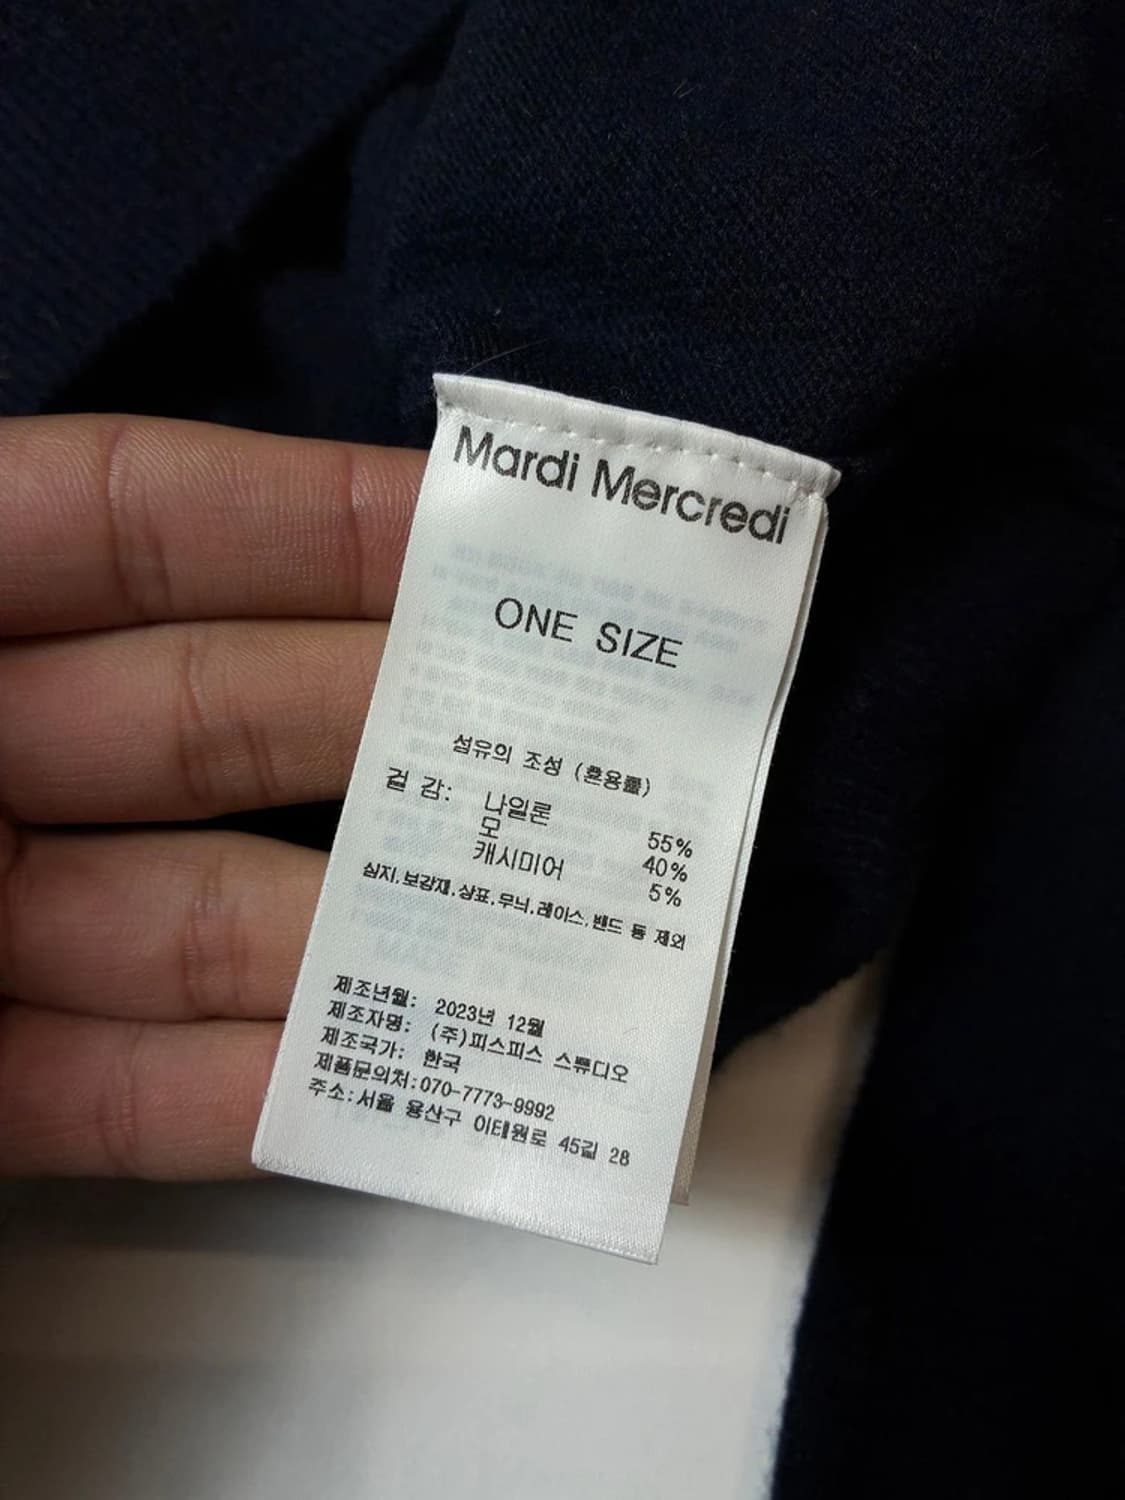 Mardi Mercredi
ONE SIZE
섬유의 조성 (혼용률)
겉 감: 나일론 55%
모 40%
캐시미어 5%
심지.보강재.상표.무늬.레이스.밴드 등 제외
제조년월: 2023년 12월
제조자명: (주)피스피스 스튜디오
제조국가: 한국
제품문의처:070-7773-9992
주소:서울 용산구 이태원로 45길 28